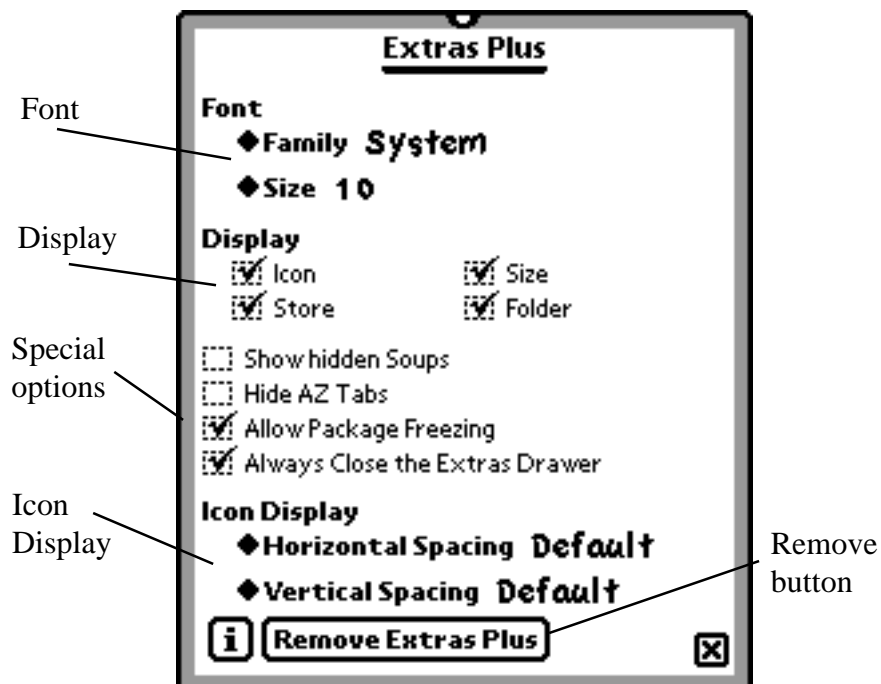 Extras Plus
Font
Font
◆Family System
◆Size 10
Display
Display
Icon
Size
Store
Folder
Special
options
Show hidden Soups
Hide AZ Tabs
Allow Package Freezing
Always Close the Extras Drawer
Icon
Display
Icon Display
◆Horizontal Spacing Default
◆Vertical Spacing Default
Remove
button
i
Remove Extras Plus